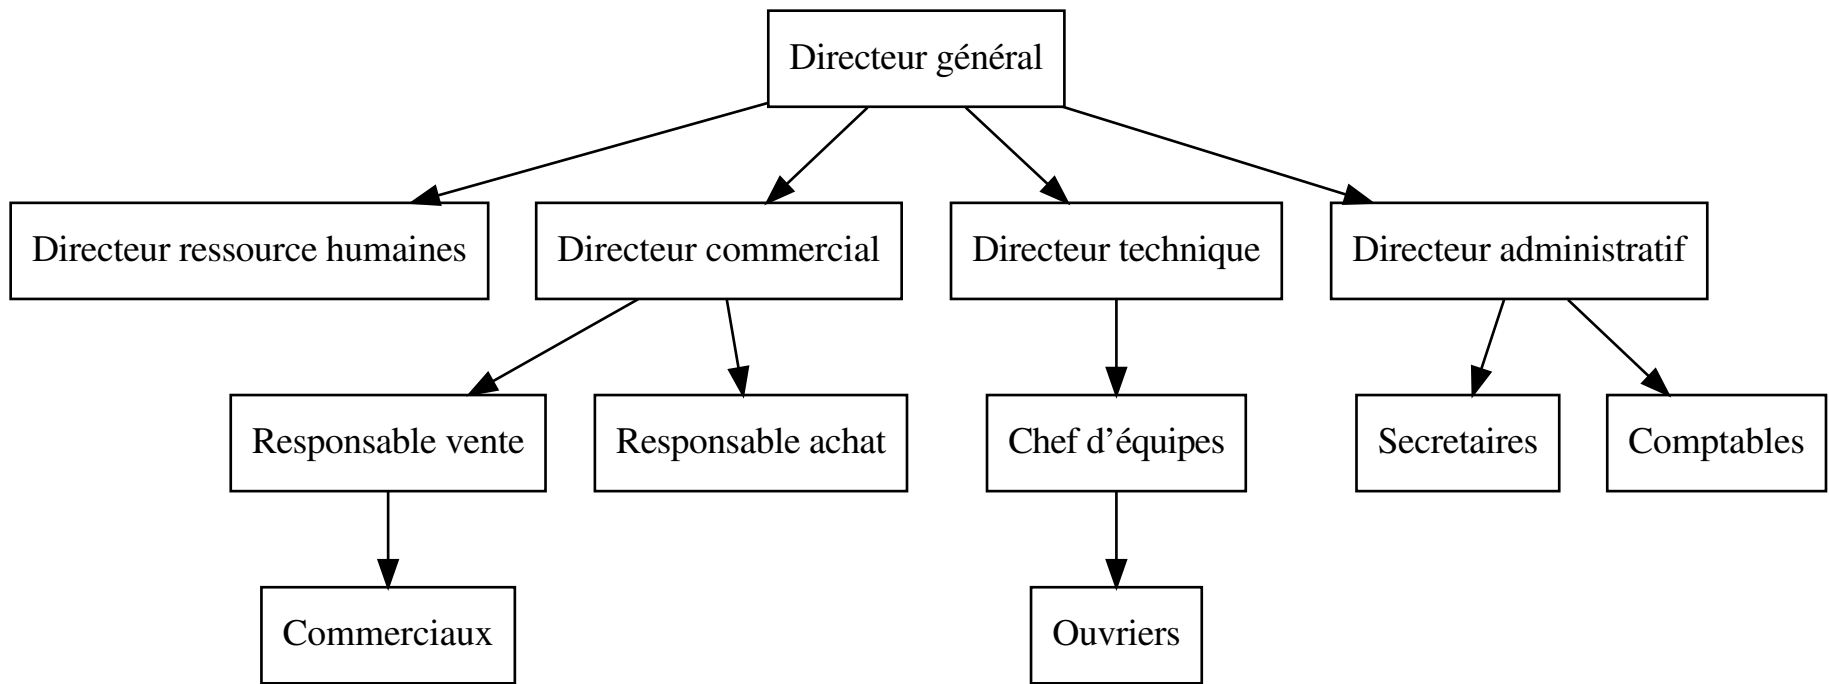 Directeur général
Directeur ressource humaines
Directeur commercial
Directeur technique
Directeur administratif
Responsable vente
Responsable achat
Chef d’équipes
Secretaires
Comptables
Commerciaux
Ouvriers